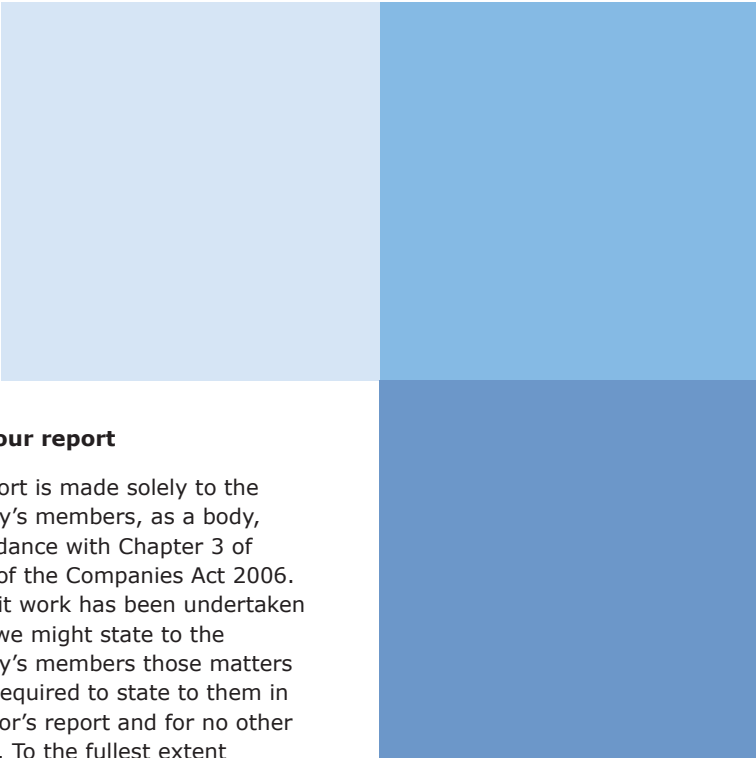 our report
ort is made solely to the
y’s members, as a body,
dance with Chapter 3 of
of the Companies Act 2006.
it work has been undertaken
we might state to the
y’s members those matters
equired to state to them in
or’s report and for no other
. To the fullest extent